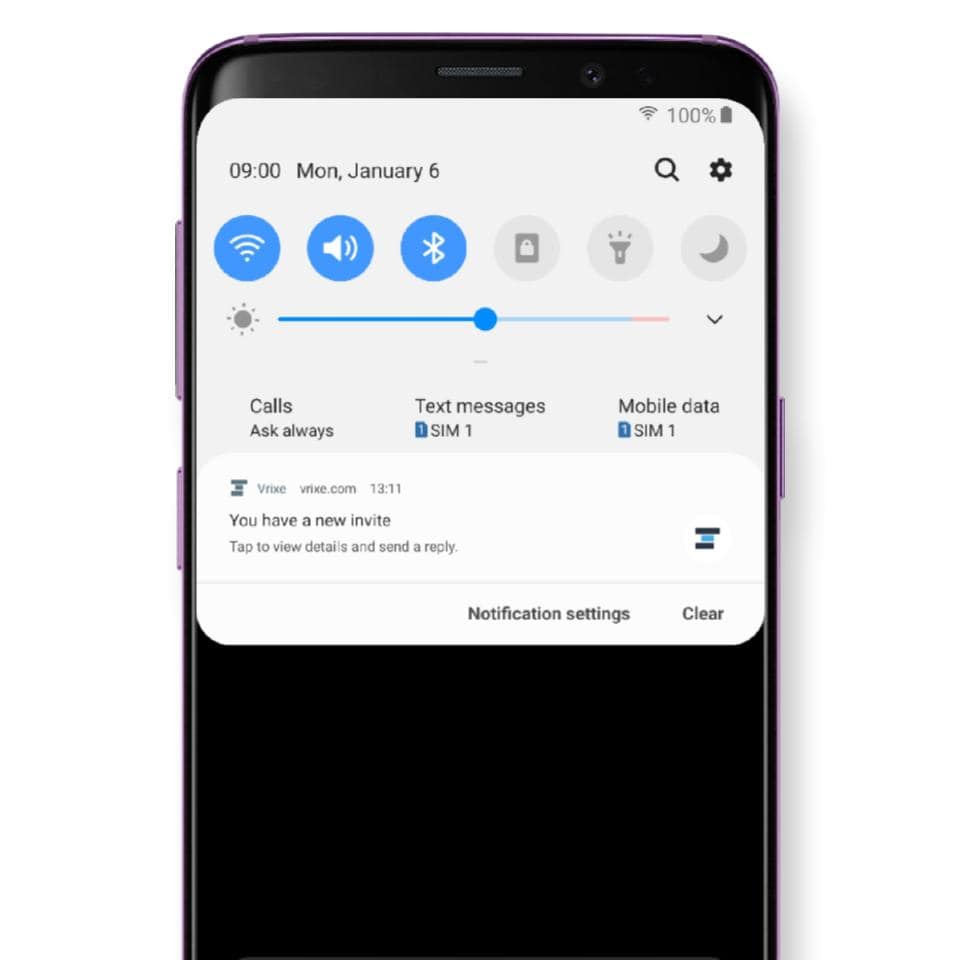 100%
09:00 Mon, January 6
Calls Text messages Mobile data
Ask always 1 SIM 1 1 SIM 1
Vrixe vrixe.com 13:11
You have a new invite
Tap to view details and send a reply.
Notification settings Clear